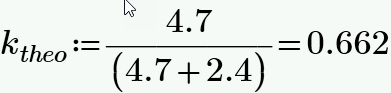 k_theo := 4.7 / (4.7 + 2.4) = 0.662